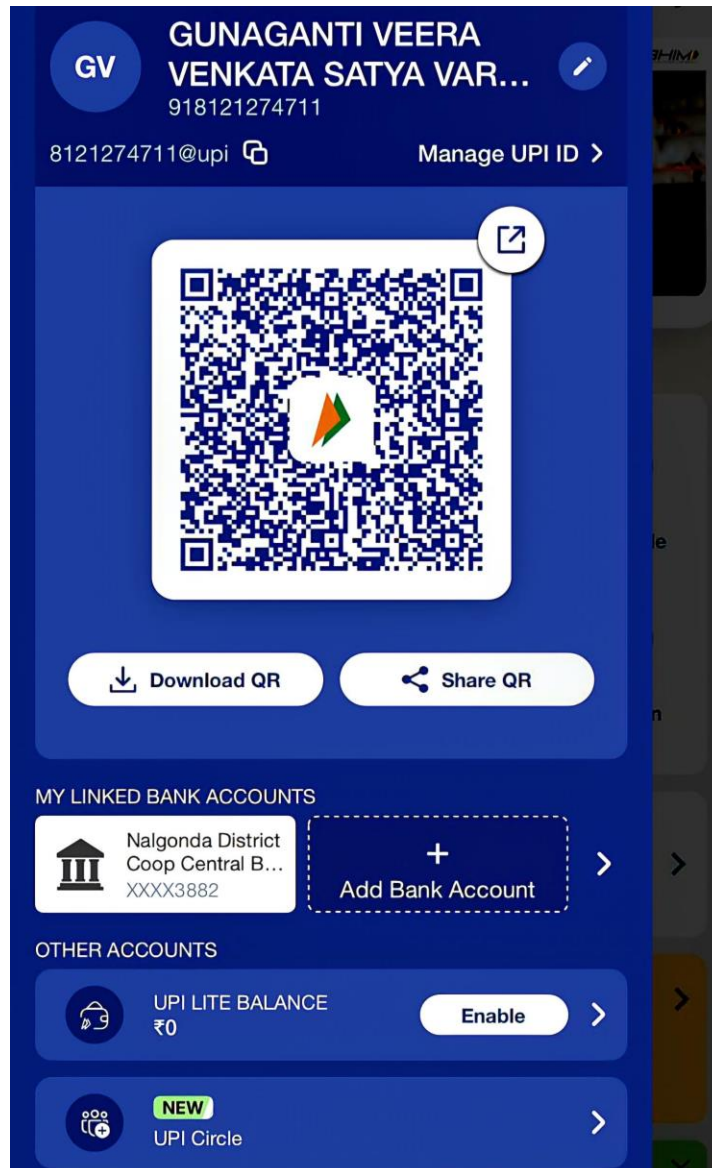 GV
GUNAGANTI VEERA
VENKATA SATYA VAR...
918121274711
8121274711@upi
Manage UPI ID
Download QR
Share QR
MY LINKED BANK ACCOUNTS
Nalgonda District
Coop Central B...
XXXX3882
+
Add Bank Account
OTHER ACCOUNTS
UPI LITE BALANCE
₹0
Enable
NEW
UPI Circle
BHIM
le
n